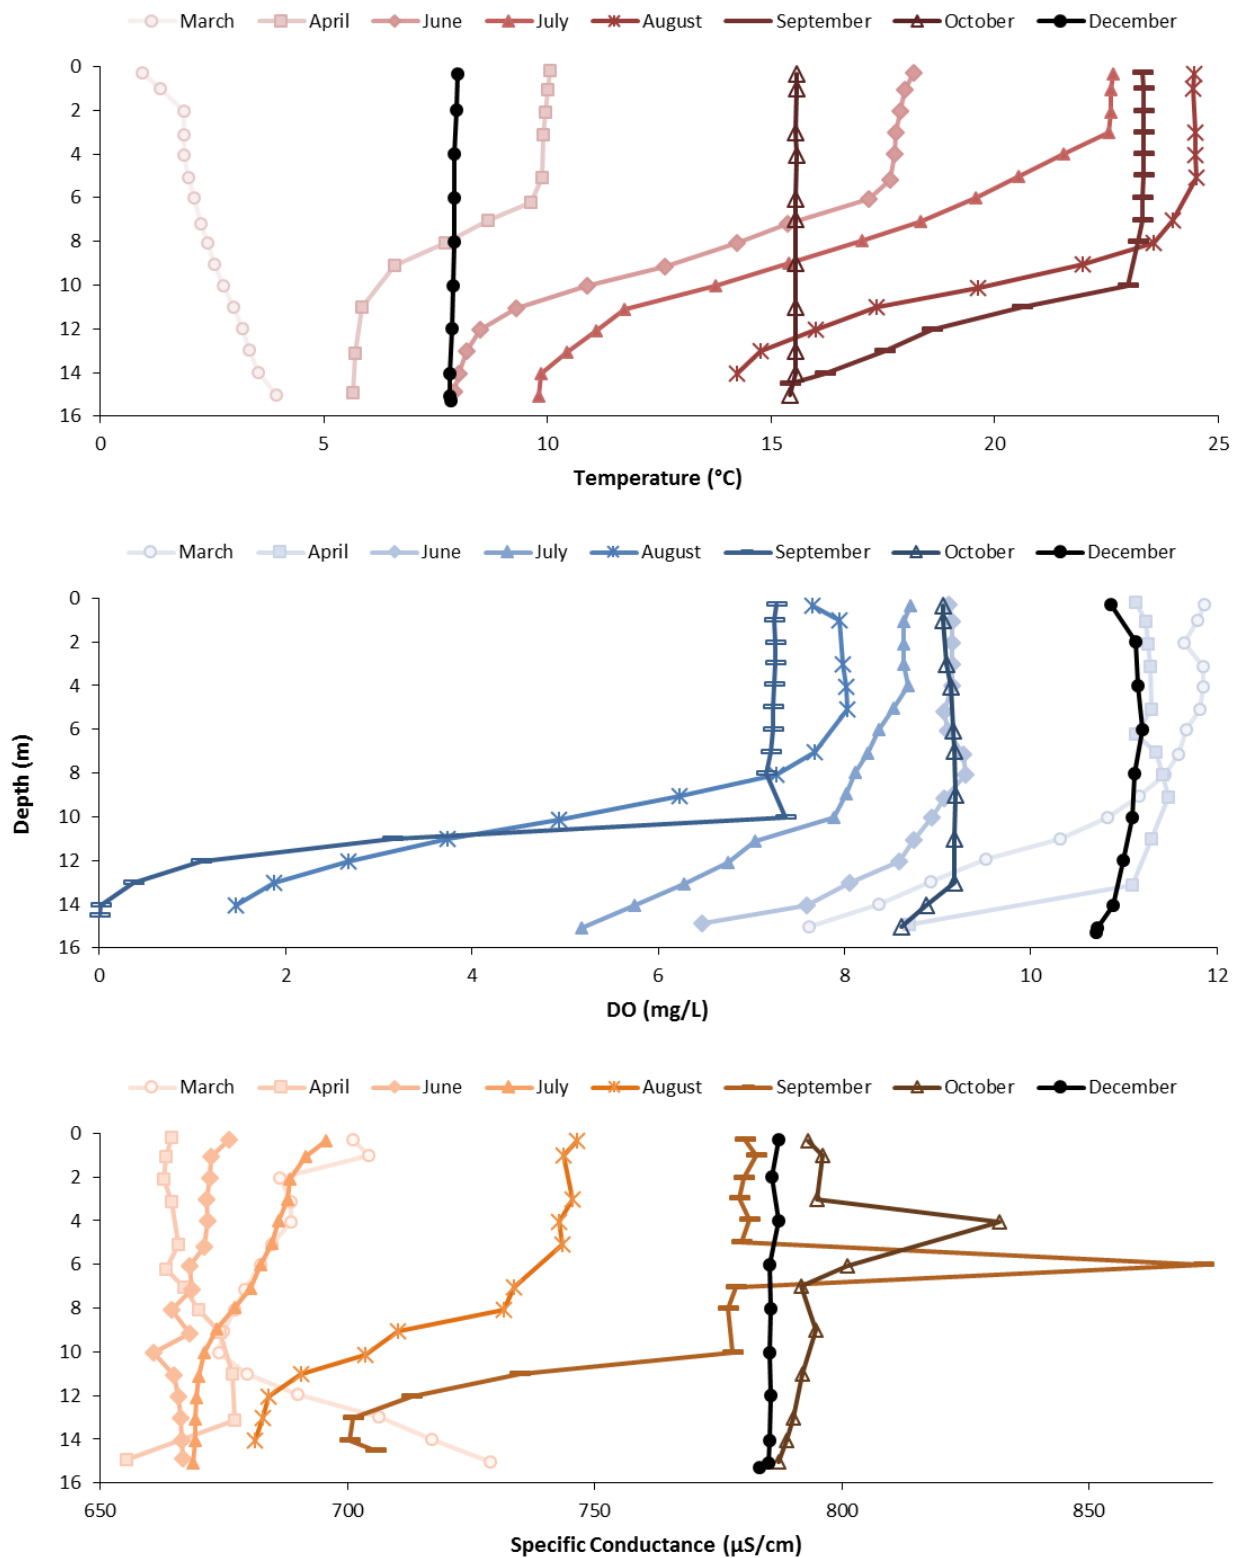 March April June July August September October December
0
2
4
6
8
10
12
14
16
0 5 10 15 20 25
Temperature (°C)
March April June July August September October December
0
2
4
6
8
10
12
14
16
Depth (m)
0 2 4 6 8 10 12
DO (mg/L)
March April June July August September October December
0
2
4
6
8
10
12
14
16
650 700 750 800 850
Specific Conductance (µS/cm)